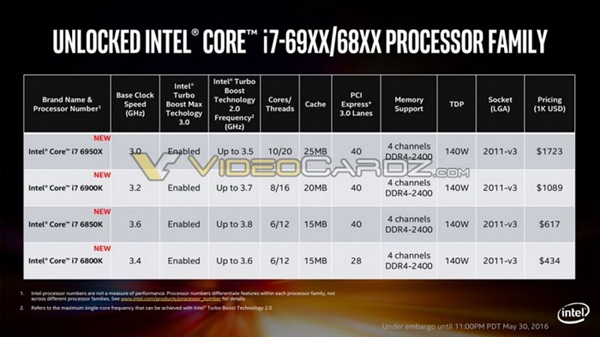 UNLOCKED INTEL® CORE™ i7-69XX/68XX PROCESSOR FAMILY
Brand Name & Processor Number¹ Base Clock Speed (GHz) Intel® Turbo Boost Max Techology 3.0 Intel® Turbo Boost Technology 2.0 Frequency² (GHz) Cores/ Threads Cache PCI Express* 3.0 Lanes Memory Support TDP Socket (LGA) Pricing (1K USD)
NEW
Intel® Core™ i7 6950X 3.0 Enabled Up to 3.5 10/20 25MB 40 4 channels DDR4-2400 140W 2011-v3 $1723
VIDEOCARDZ.COM
NEW
Intel® Core™ i7 6900K 3.2 Enabled Up to 3.7 8/16 20MB 40 4 channels DDR4-2400 140W 2011-v3 $1089
NEW
Intel® Core™ i7 6850K 3.6 Enabled Up to 3.8 6/12 15MB 40 4 channels DDR4-2400 140W 2011-v3 $617
NEW
Intel® Core™ i7 6800K 3.4 Enabled Up to 3.6 6/12 15MB 28 4 channels DDR4-2400 140W 2011-v3 $434
1. Intel processor numbers are not a measure of performance. Processor numbers differentiate features within each processor family, not
across different processor families. See www.intel.com/products/processor_number for details.
2. Refers to the maximum single-core frequency that can be achieved with Intel® Turbo Boost Technology 2.0
intel
Under embargo until 11:00PM PDT May 30, 2016